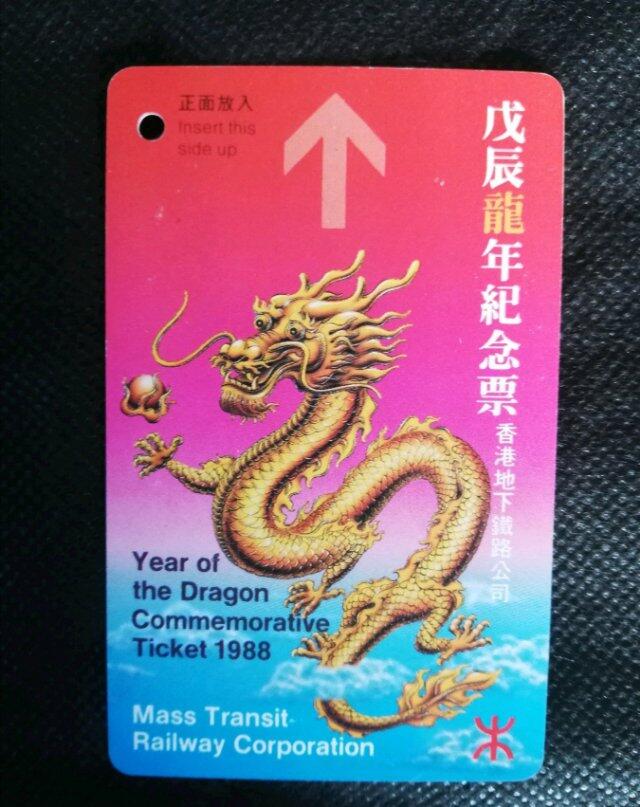 正面放入
Insert this
side up
戊辰龍年紀念票
香港地下鐵路公司
Year of
the Dragon
Commemorative
Ticket 1988
Mass Transit
Railway Corporation